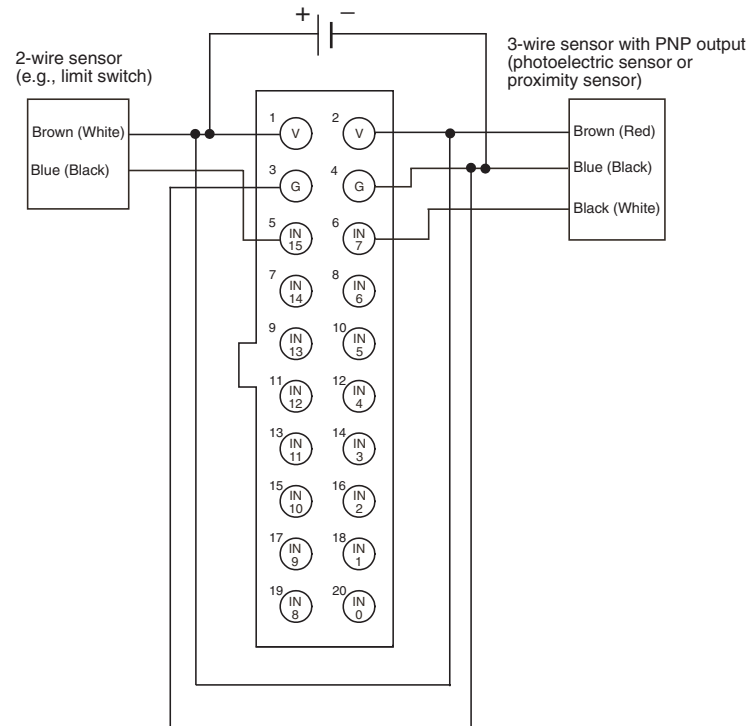 + −
2-wire sensor
(e.g., limit switch)
3-wire sensor with PNP output
(photoelectric sensor or
proximity sensor)
Brown (White)
Blue (Black)
Brown (Red)
Blue (Black)
Black (White)
1 V 2 V
3 G 4 G
5 IN 15 6 IN 7
7 IN 14 8 IN 6
9 IN 13 10 IN 5
11 IN 12 12 IN 4
13 IN 11 14 IN 3
15 IN 10 16 IN 2
17 IN 9 18 IN 1
19 IN 8 20 IN 0